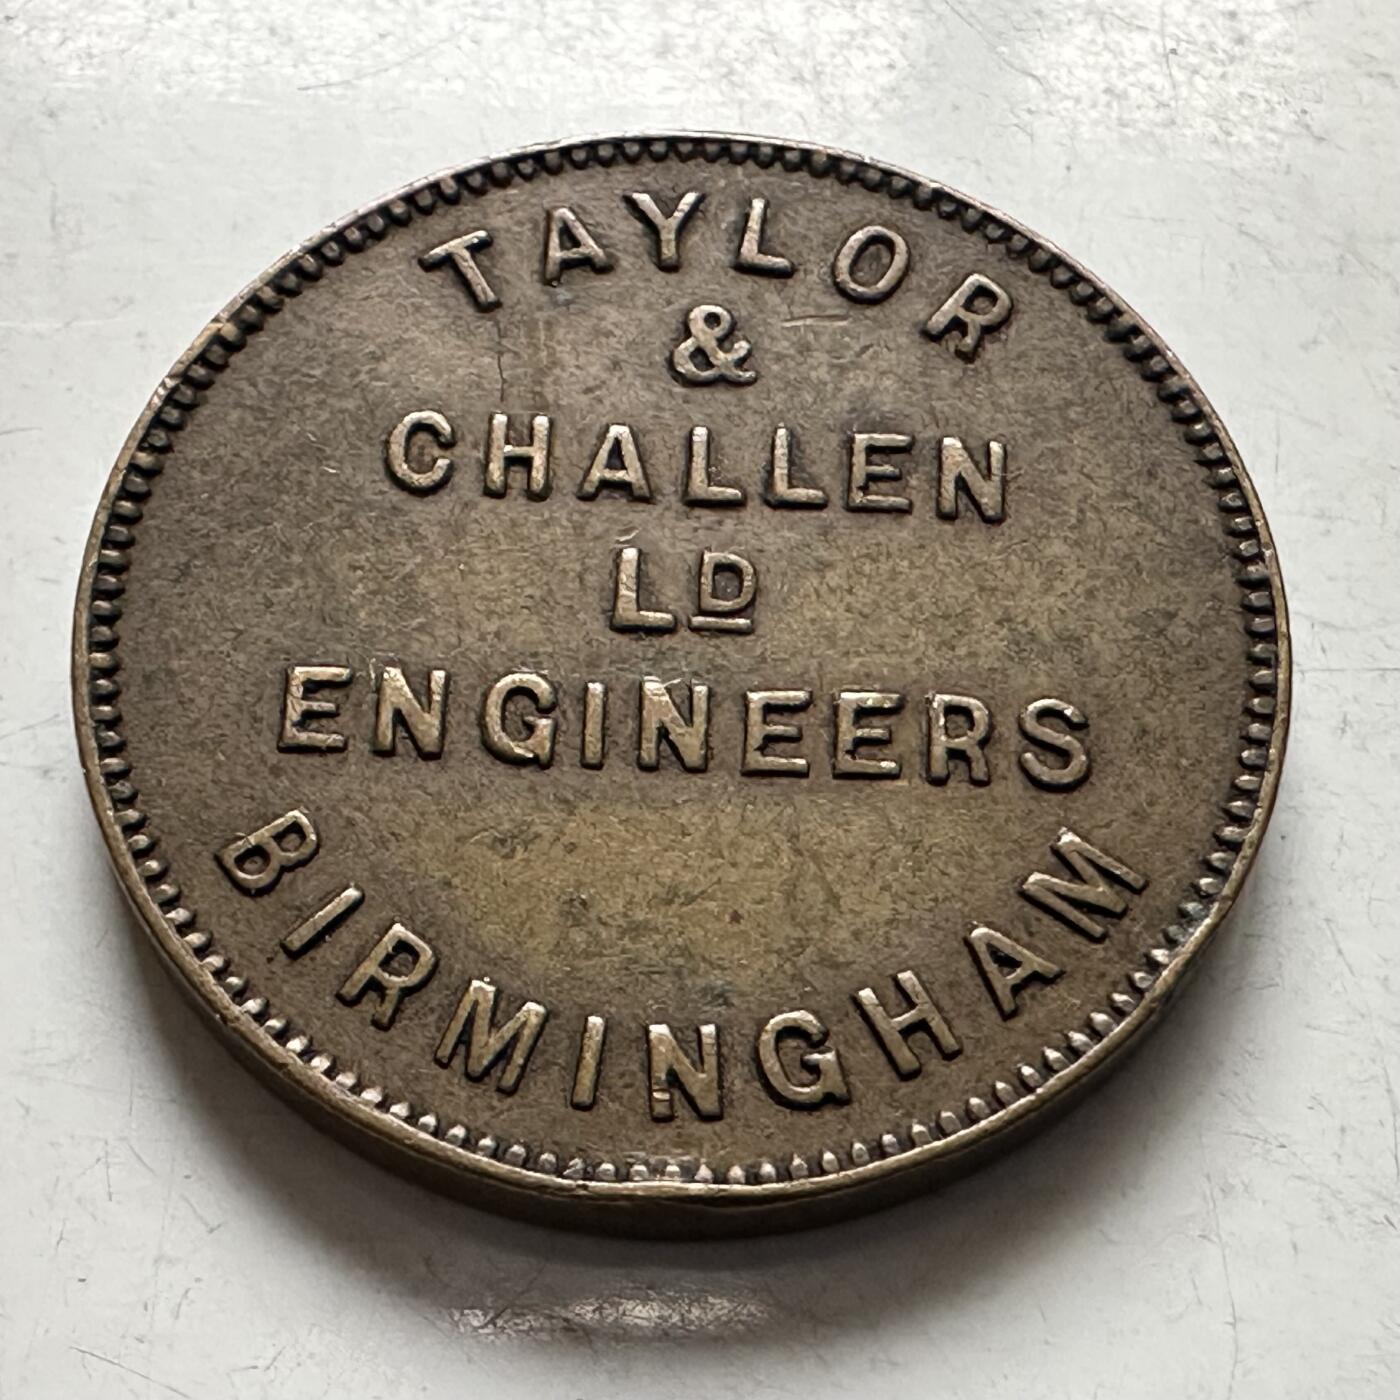 TAYLOR
&
CHALLEN
LD
ENGINEERS
BIRMINGHAM